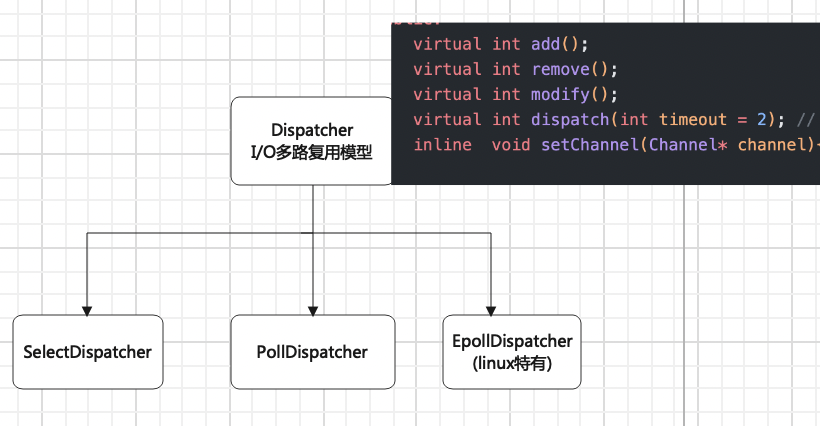 virtual int add();
virtual int remove();
virtual int modify();
virtual int dispatch(int timeout = 2); //
inline  void setChannel(Channel* channel){
Dispatcher
I/O多路复用模型
SelectDispatcher
PollDispatcher
EpollDispatcher
(linux特有)